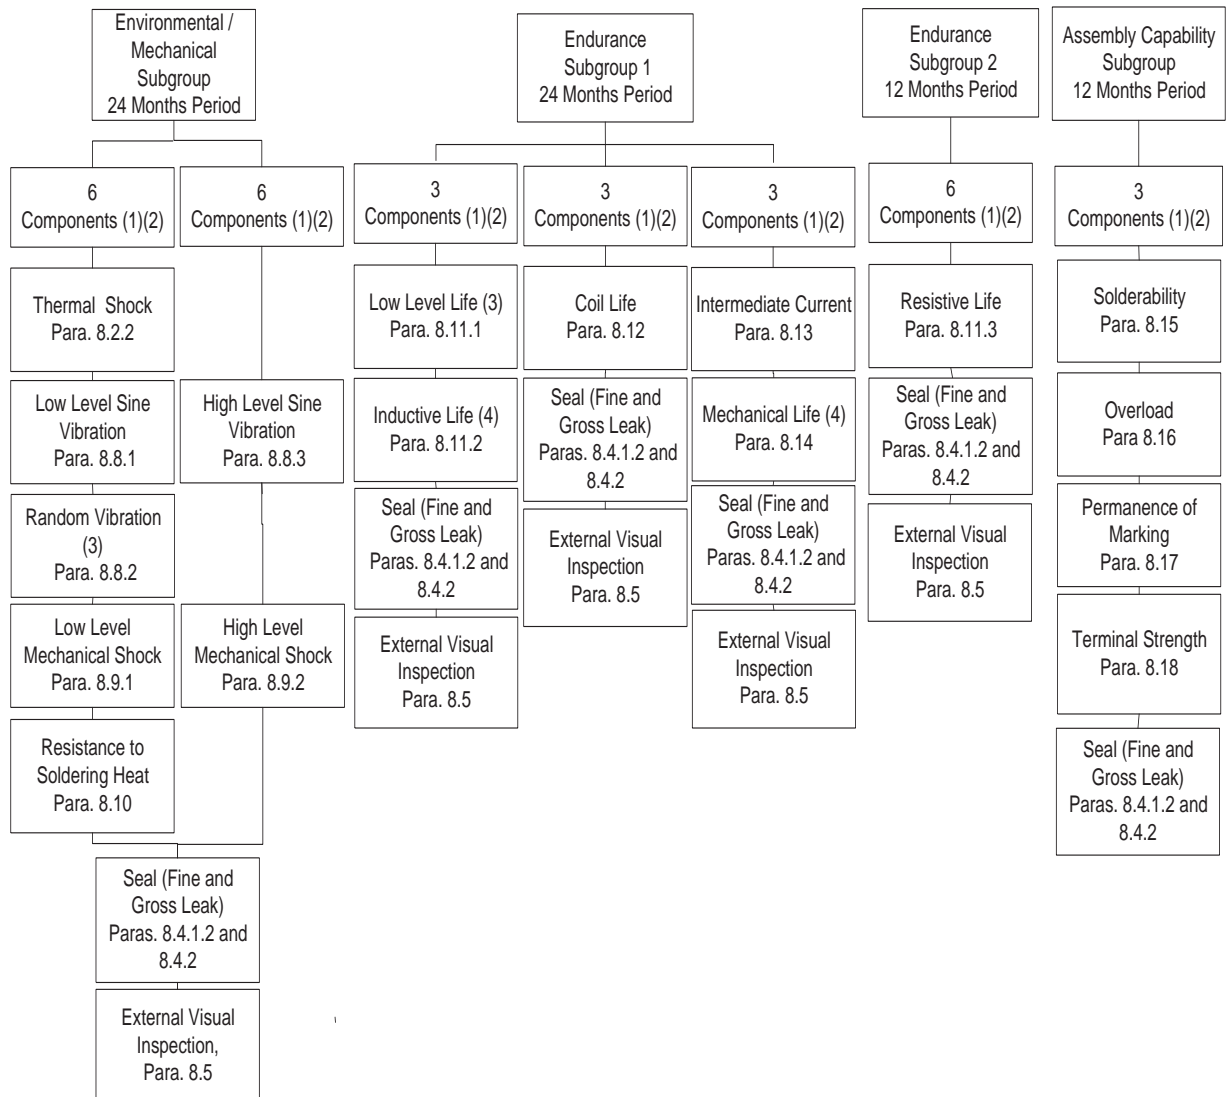 Environmental /
Mechanical
Subgroup
24 Months Period
6
Components (1)(2)
Thermal Shock
Para. 8.2.2
Low Level Sine
Vibration
Para. 8.8.1
Random Vibration
(3)
Para. 8.8.2
Low Level
Mechanical Shock
Para. 8.9.1
Resistance to
Soldering Heat
Para. 8.10
6
Components (1)(2)
High Level Sine
Vibration
Para. 8.8.3
High Level
Mechanical Shock
Para. 8.9.2
Seal (Fine and
Gross Leak)
Paras. 8.4.1.2 and
8.4.2
External Visual
Inspection,
Para. 8.5
Endurance
Subgroup 1
24 Months Period
3
Components (1)(2)
Low Level Life (3)
Para. 8.11.1
Inductive Life (4)
Para. 8.11.2
Seal (Fine and
Gross Leak)
Paras. 8.4.1.2 and
8.4.2
External Visual
Inspection
Para. 8.5
3
Components (1)(2)
Coil Life
Para. 8.12
Seal (Fine and
Gross Leak)
Paras. 8.4.1.2 and
8.4.2
External Visual
Inspection
Para. 8.5
3
Components (1)(2)
Intermediate Current
Para. 8.13
Mechanical Life (4)
Para. 8.14
Seal (Fine and
Gross Leak)
Paras. 8.4.1.2 and
8.4.2
External Visual
Inspection
Para. 8.5
Endurance
Subgroup 2
12 Months Period
6
Components (1)(2)
Resistive Life
Para. 8.11.3
Seal (Fine and
Gross Leak)
Paras. 8.4.1.2 and
8.4.2
External Visual
Inspection
Para. 8.5
Assembly Capability
Subgroup
12 Months Period
3
Components (1)(2)
Solderability
Para. 8.15
Overload
Para 8.16
Permanence of
Marking
Para. 8.17
Terminal Strength
Para. 8.18
Seal (Fine and
Gross Leak)
Paras. 8.4.1.2 and
8.4.2